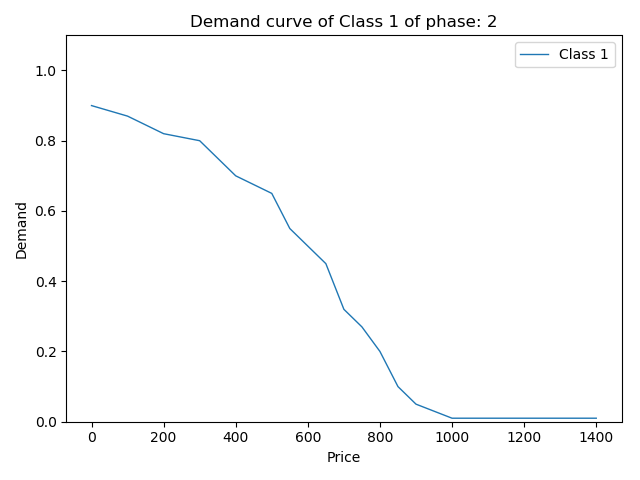 Demand curve of Class 1 of phase: 2
Class 1
1.0
0.8
0.6
0.4
0.2
0.0
Demand
0 200 400 600 800 1000 1200 1400
Price